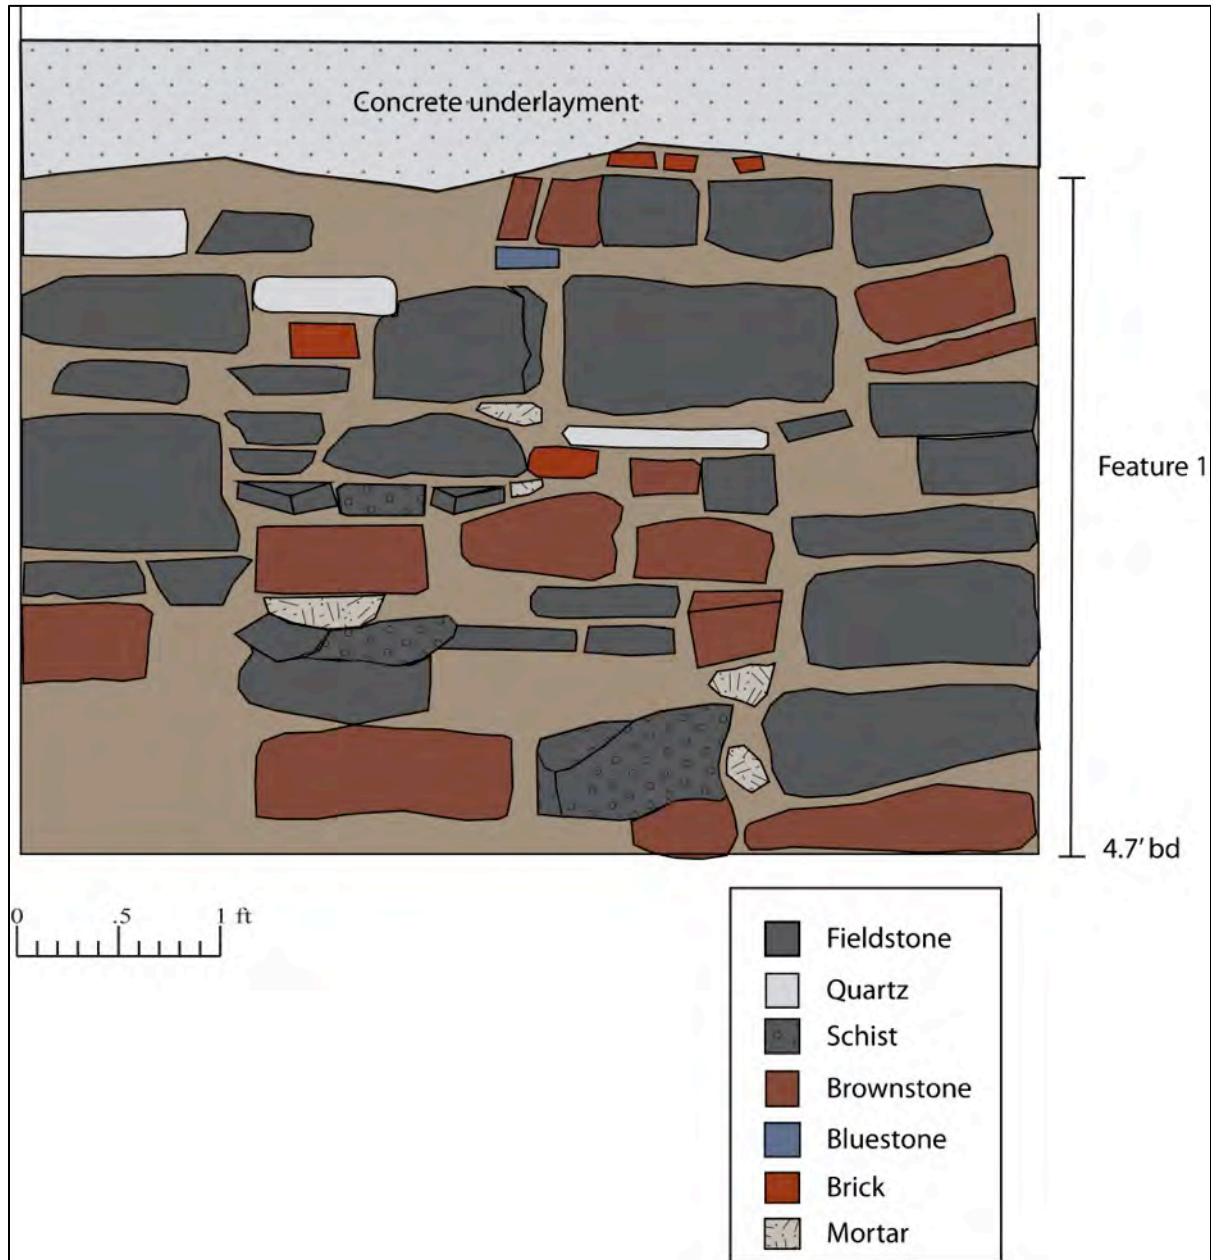 Concrete underlayment
Feature 1
4.7' bd
0 .5 1 ft
Fieldstone
Quartz
Schist
Brownstone
Bluestone
Brick
Mortar